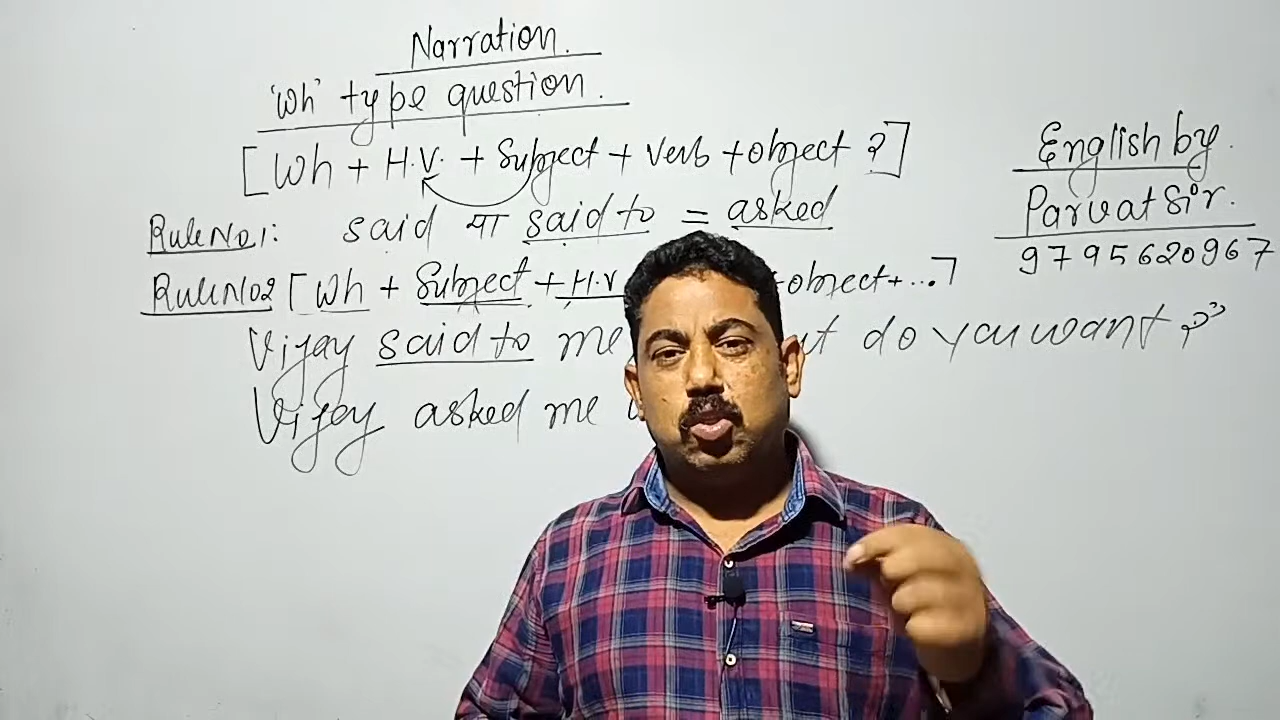 Narration.
'Wh' type question.
[Wh + H.V. + Subject + Verb + object ?]
English by
Parvat Sir.
9795620967
Rule No1: said या said to = asked
Rule No2 [Wh + Subject + H.V +object+...]
Vijay said to me do you want ?"
Vijay asked me